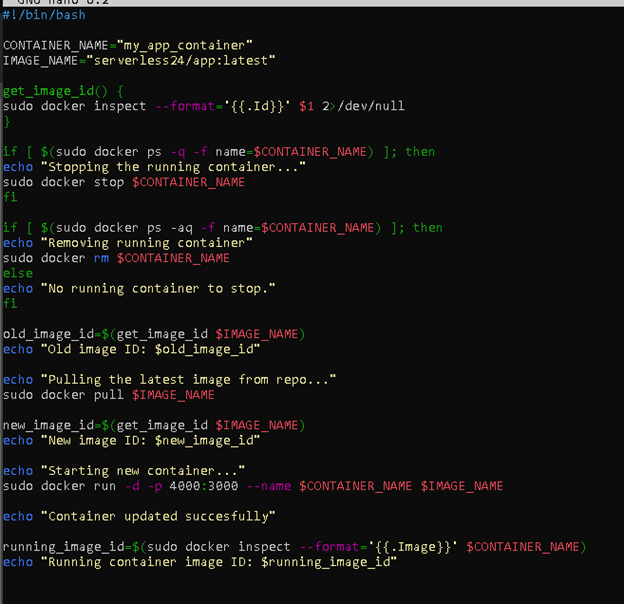 GNU nano 6.2
#!/bin/bash
CONTAINER_NAME="my_app_container"
IMAGE_NAME="serverless24/app:latest"
get_image_id() {
sudo docker inspect --format='{{.Id}}' $1 2>/dev/null
}
if [ $(sudo docker ps -q -f name=$CONTAINER_NAME) ]; then
echo "Stopping the running container..."
sudo docker stop $CONTAINER_NAME
fi
if [ $(sudo docker ps -aq -f name=$CONTAINER_NAME) ]; then
echo "Removing running container"
sudo docker rm $CONTAINER_NAME
else
echo "No running container to stop."
fi
old_image_id=$(get_image_id $IMAGE_NAME)
echo "Old image ID: $old_image_id"
echo "Pulling the latest image from repo..."
sudo docker pull $IMAGE_NAME
new_image_id=$(get_image_id $IMAGE_NAME)
echo "New image ID: $new_image_id"
echo "Starting new container..."
sudo docker run -d -p 4000:3000 --name $CONTAINER_NAME $IMAGE_NAME
echo "Container updated succesfully"
running_image_id=$(sudo docker inspect --format='{{.Image}}' $CONTAINER_NAME)
echo "Running container image ID: $running_image_id"